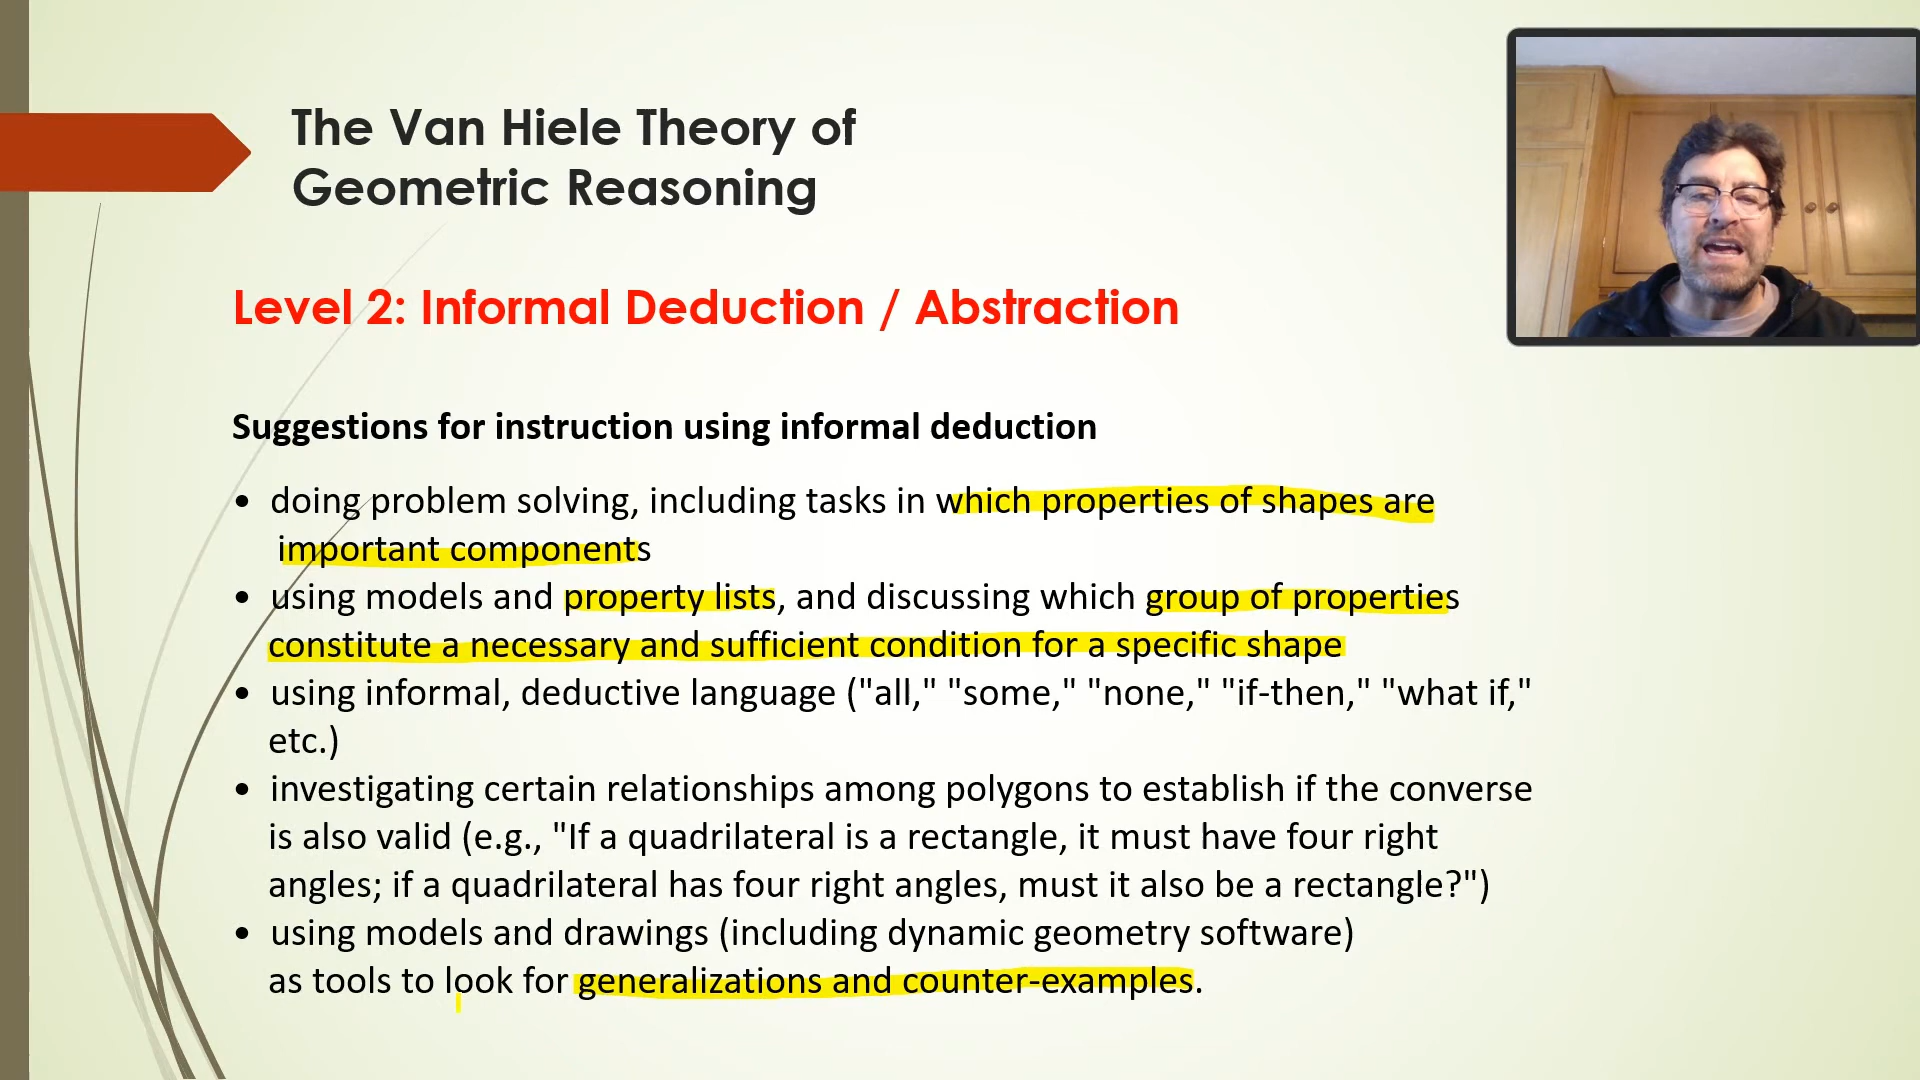 The Van Hiele Theory of
Geometric Reasoning
Level 2: Informal Deduction / Abstraction
Suggestions for instruction using informal deduction
• doing problem solving, including tasks in which properties of shapes are
important components
• using models and property lists, and discussing which group of properties
constitute a necessary and sufficient condition for a specific shape
• using informal, deductive language ("all," "some," "none," "if-then," "what if,"
etc.)
• investigating certain relationships among polygons to establish if the converse
is also valid (e.g., "If a quadrilateral is a rectangle, it must have four right
angles; if a quadrilateral has four right angles, must it also be a rectangle?")
• using models and drawings (including dynamic geometry software)
as tools to look for generalizations and counter-examples.